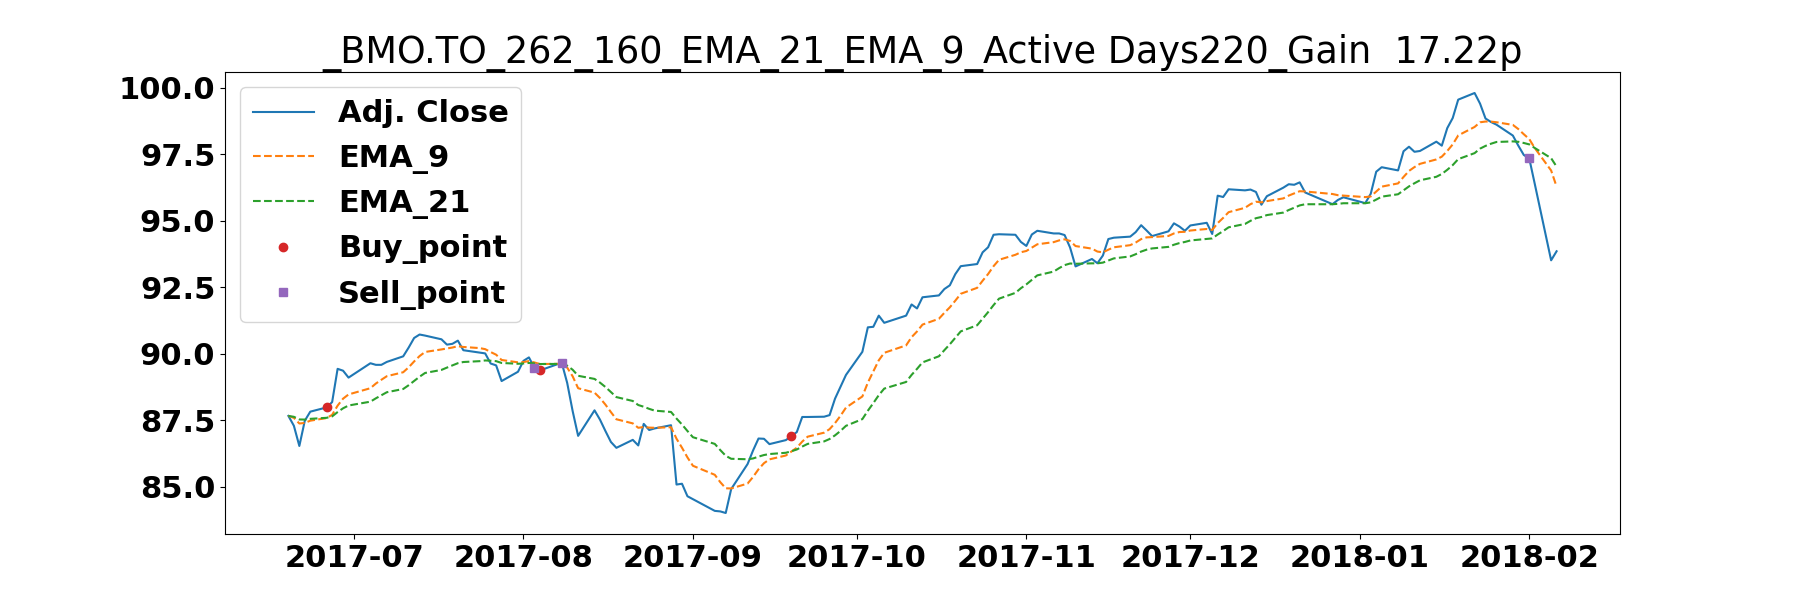 _BMO.TO_262_160_EMA_21_EMA_9_Active Days220_Gain  17.22p
100.0
97.5
95.0
92.5
90.0
87.5
85.0
Adj. Close
EMA_9
EMA_21
Buy_point
Sell_point
2017-07 2017-08 2017-09 2017-10 2017-11 2017-12 2018-01 2018-02